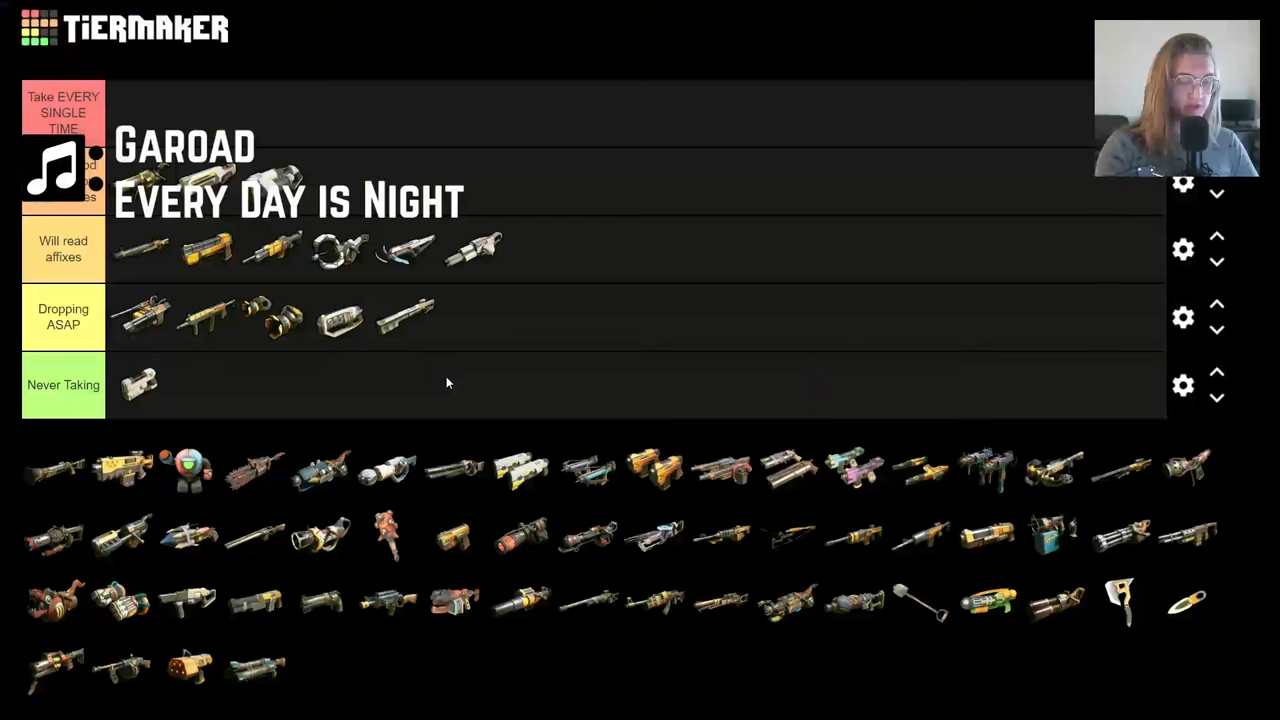 TiERMAKER
Take EVERY
SINGLE
TIME
GAROAD
EVERY DAY IS NIGHT
Will read
affixes
Dropping
ASAP
Never Taking